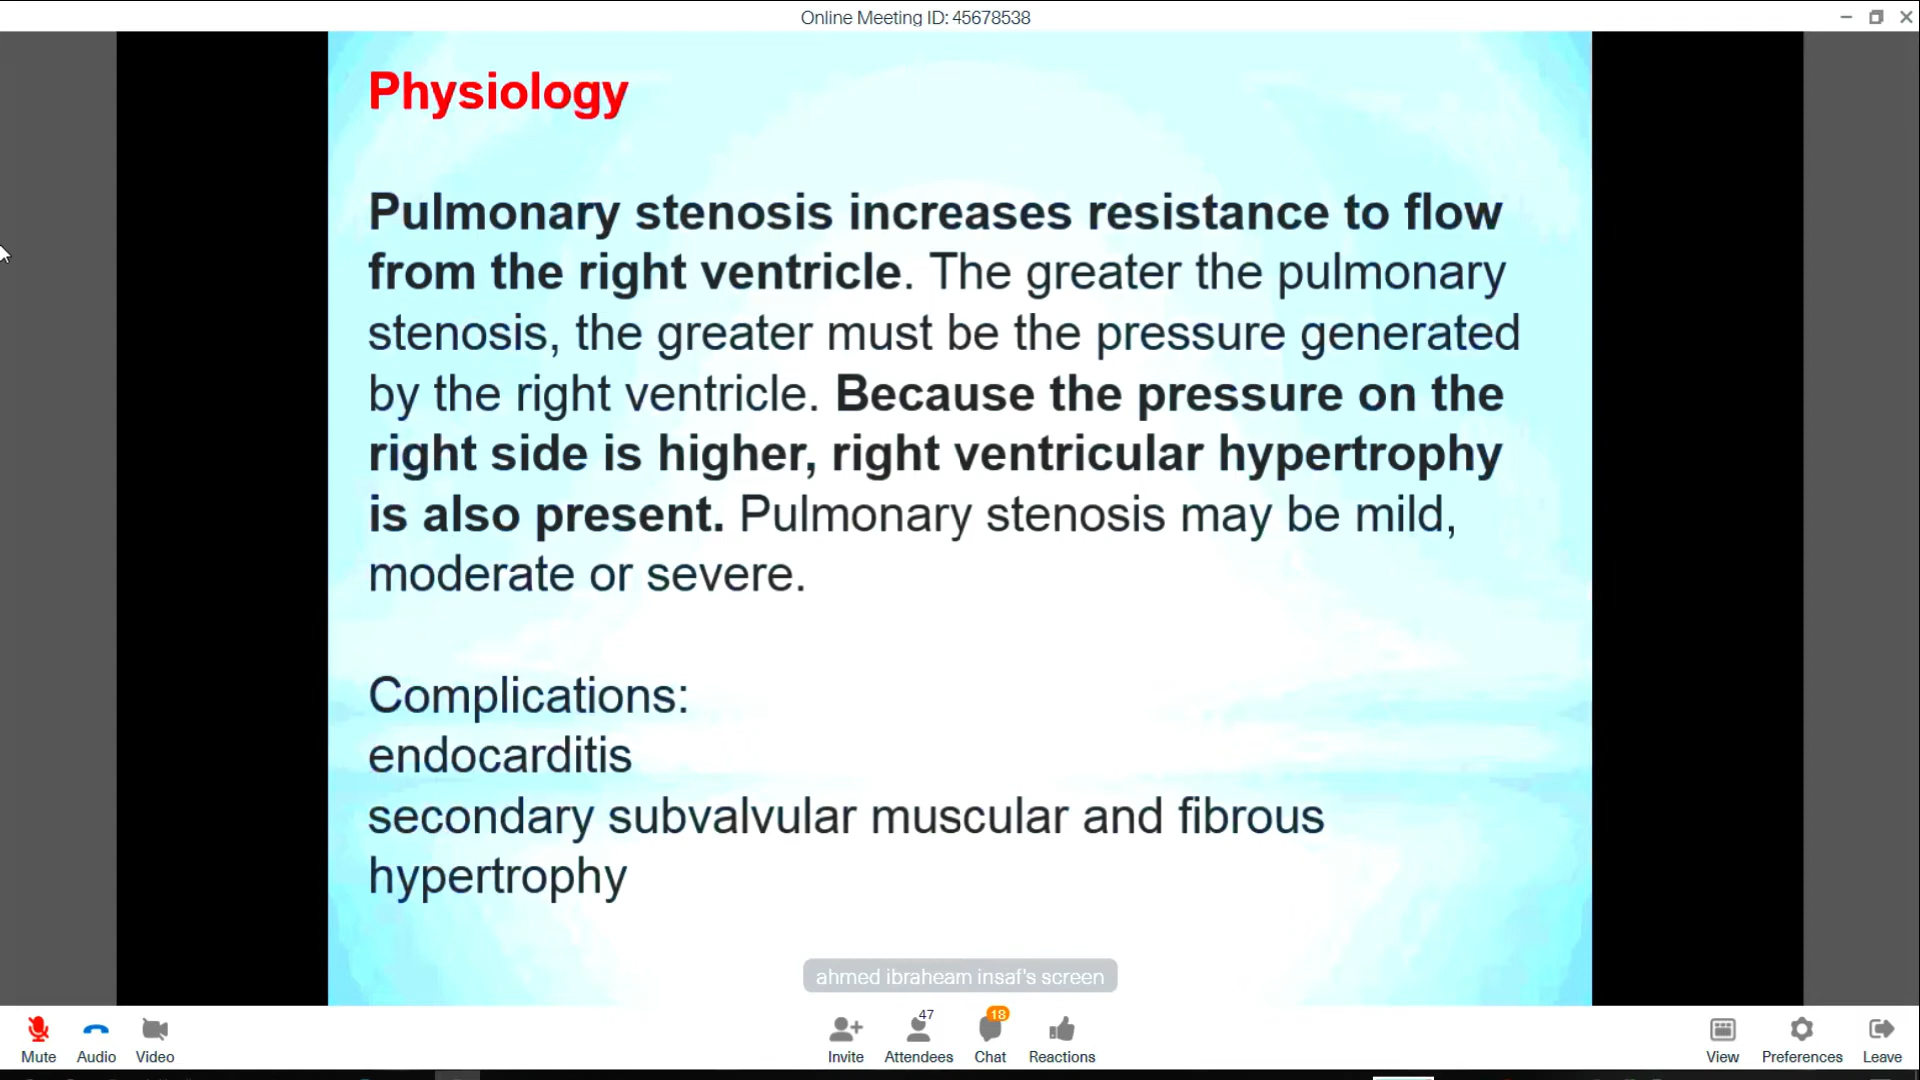 Online Meeting ID: 45678538
Physiology
Pulmonary stenosis increases resistance to flow
from the right ventricle. The greater the pulmonary
stenosis, the greater must be the pressure generated
by the right ventricle. Because the pressure on the
right side is higher, right ventricular hypertrophy
is also present. Pulmonary stenosis may be mild,
moderate or severe.
Complications:
endocarditis
secondary subvalvular muscular and fibrous
hypertrophy
ahmed ibraheam insaf's screen
47
18
Mute
Audio
Video
Invite
Attendees
Chat
Reactions
View
Preferences
Leave